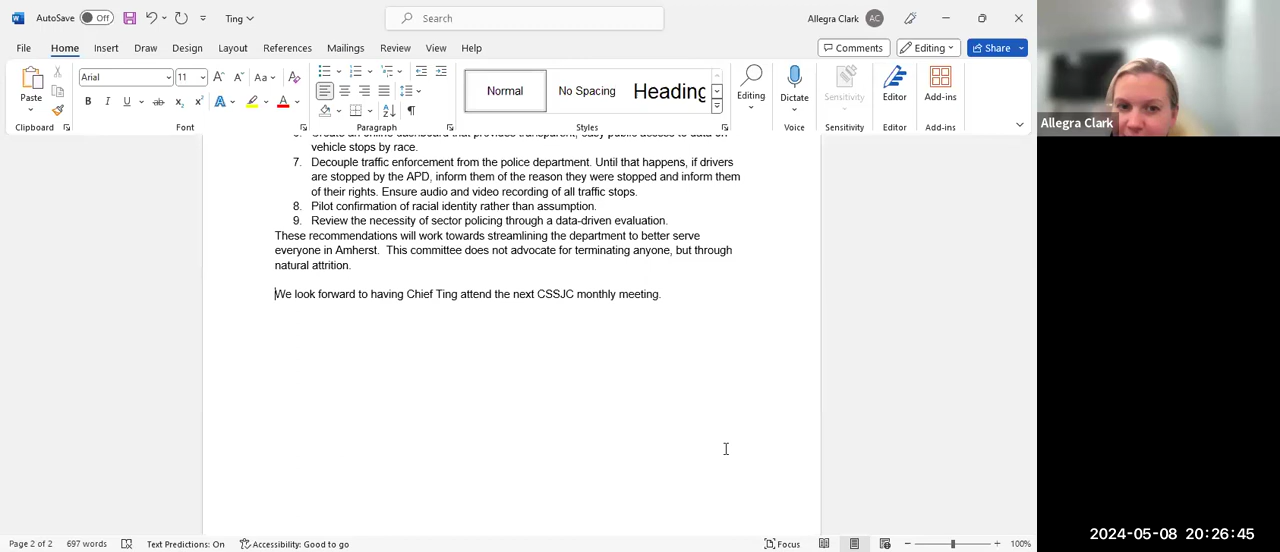 AutoSave Off Ting Search Allegra Clark AC
File Home Insert Draw Design Layout References Mailings Review View Help Comments Editing Share
Arial 11 A A Aa A
Paste B I U ab x₂ x² A A Normal No Spacing Heading Editing Dictate Sensitivity Editor Add-ins
Clipboard Font Paragraph Styles Voice Sensitivity Editor Add-ins
vehicle stops by race.
7. Decouple traffic enforcement from the police department. Until that happens, if drivers
are stopped by the APD, inform them of the reason they were stopped and inform them
of their rights. Ensure audio and video recording of all traffic stops.
8. Pilot confirmation of racial identity rather than assumption.
9. Review the necessity of sector policing through a data-driven evaluation.
These recommendations will work towards streamlining the department to better serve
everyone in Amherst. This committee does not advocate for terminating anyone, but through
natural attrition.
We look forward to having Chief Ting attend the next CSSJC monthly meeting.
Page 2 of 2 697 words Text Predictions: On Accessibility: Good to go Focus 100%
Allegra Clark
2024-05-08 20:26:45